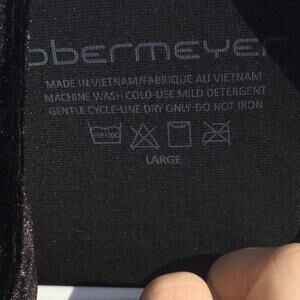 obermeyer
MADE IN VIETNAM/FABRIQUE AU VIETNAM
MACHINE WASH COLD-USE MILD DETERGENT
GENTLE CYCLE-LINE DRY ONLY-DO NOT IRON
LARGE